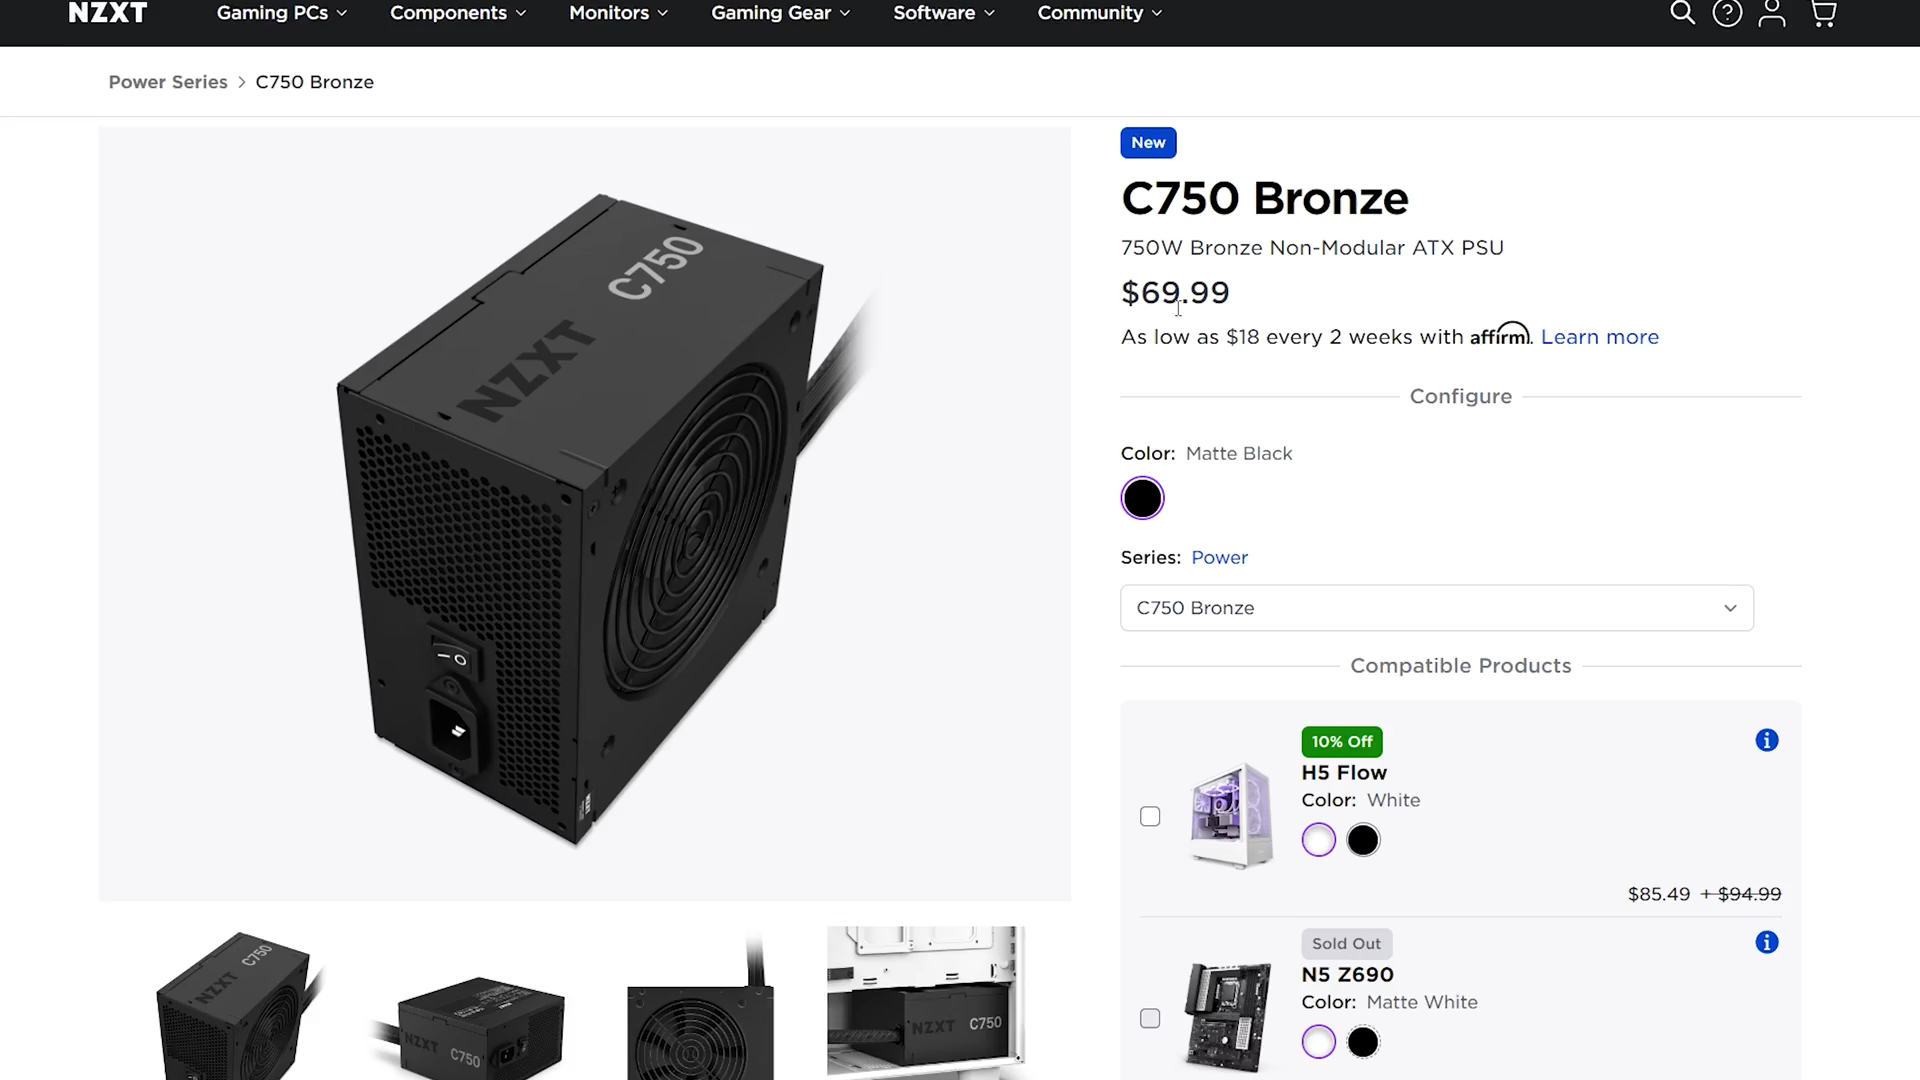 NZXT
Gaming PCs
Components
Monitors
Gaming Gear
Software
Community
Power Series > C750 Bronze
New
C750 Bronze
750W Bronze Non-Modular ATX PSU
$69.99
As low as $18 every 2 weeks with affirm. Learn more
Configure
Color: Matte Black
Series: Power
C750 Bronze
Compatible Products
10% Off
H5 Flow
Color: White
$85.49 + $94.99
Sold Out
N5 Z690
Color: Matte White
C750
NZXT
NZXT
C750
NZXT
C750
NZXT C750